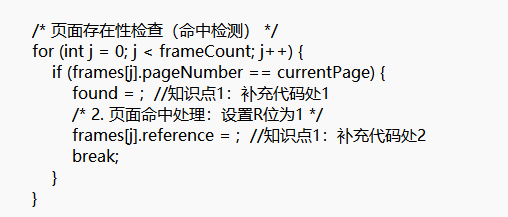 /* 页面存在性检查（命中检测） */
for (int j = 0; j < frameCount; j++) {
if (frames[j].pageNumber == currentPage) {
found = ;  //知识点1：补充代码处1
/* 2. 页面命中处理：设置R位为1 */
frames[j].reference = ;  //知识点1：补充代码处2
break;
}
}